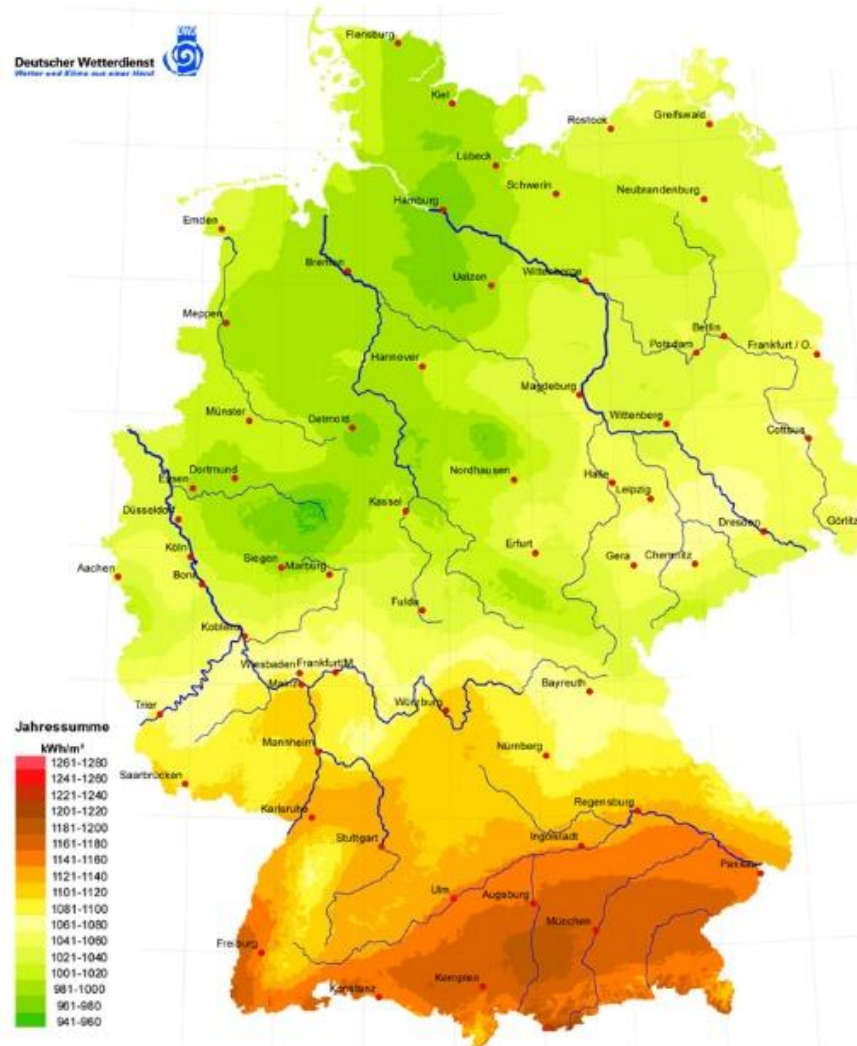 Deutscher Wetterdienst
Wetter und Klima aus einer Hand
Flensburg
Kiel
Rostock
Greifswald
Lübeck
Schwerin
Neubrandenburg
Hamburg
Emden
Bremen
Uelzen
Wittenberge
Meppen
Berlin
Hannover
Potsdam
Frankfurt / O.
Magdeburg
Münster
Detmold
Wittenberg
Cottbus
Dortmund
Nordhausen
Halle
Essen
Leipzig
Düsseldorf
Kassel
Dresden
Görlitz
Köln
Siegen
Erfurt
Gera
Chemnitz
Aachen
Bonn
Marburg
Fulda
Koblenz
Wiesbaden
Frankfurt/M.
Mainz
Bayreuth
Trier
Würzburg
Jahressumme
kWh/m²
1261-1280
1241-1260
1221-1240
1201-1220
1181-1200
1161-1180
1141-1160
1121-1140
1101-1120
1081-1100
1061-1080
1041-1060
1021-1040
1001-1020
981-1000
961-980
941-960
Mannheim
Nürnberg
Saarbrücken
Karlsruhe
Regensburg
Stuttgart
Ingolstadt
Passau
Ulm
Augsburg
München
Freiburg
Kempten
Konstanz